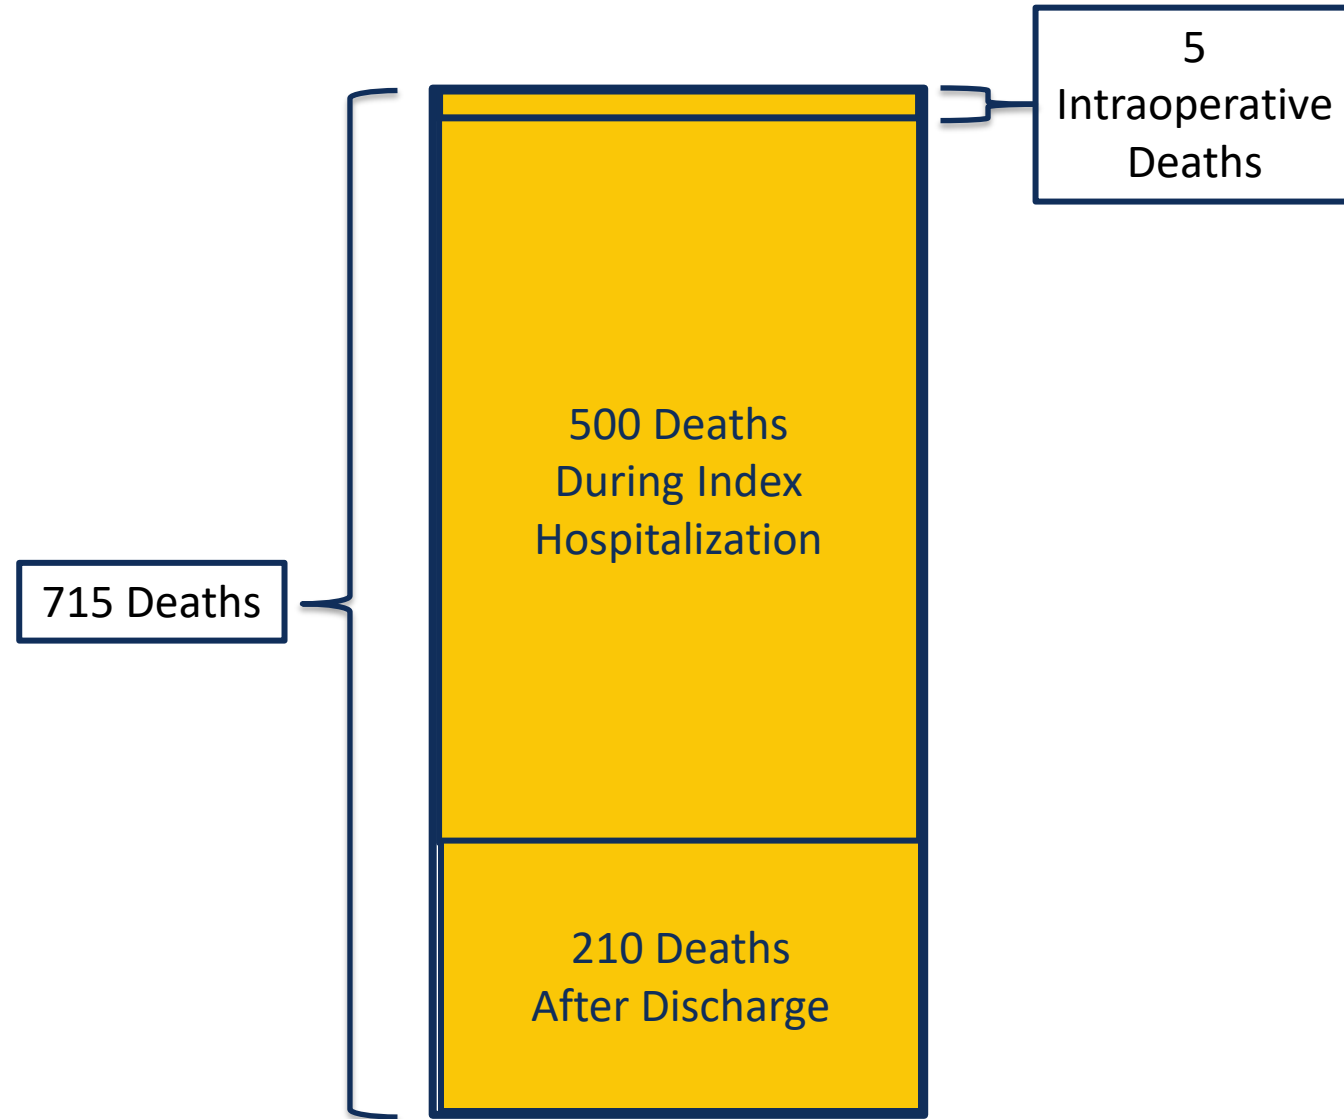 5
Intraoperative
Deaths
500 Deaths
During Index
Hospitalization
715 Deaths
210 Deaths
After Discharge